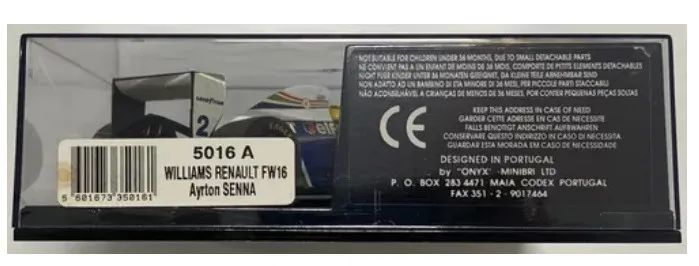 GOODYEAR
2
elf
5016 A
WILLIAMS RENAULT FW16
Ayrton SENNA
5 601673 350161
NOT SUITABLE FOR CHILDREN UNDER 36 MONTHS, DUE TO SMALL DETACHABLE PARTS
NE CONVIENT PAS A UN ENFANT DE MOINS DE 36 MOIS, COMPORTE DE PETITS ELEMENTS DETACHABLES
NIGHT FUER KINDER UNTER 36 MONATEN GEEIGNET, DA KLEINE TEILE ABNEHMBAR SIND
NON ADATTO AD UN BAMBINO DI ETA MINORE DI 36 MESI, PER PICCOLE PARTI STACCABILI
NÃO ACONSELHÁVEL A CRIANÇAS DE MENOS DE 36 MESES, POR CONTER PEQUENAS PEÇAS SOLTAS
CE
KEEP THIS ADDRESS IN CASE OF NEED
GARDER CETTE ADRESSE EN CAS DE NECESSITE
FALLS BENOTIGT ANSCHRIFT AUFBWAHREN
CONSERVARE QUESTO INDIRIZZO IN CASO DI NECESSITA
GUARDAR ESTA MORADA EM CASO DE NECESSIDADE
DESIGNED IN PORTUGAL
by "ONYX" -MINIBRI LTD
P. O. BOX 283 4471 MAIA CODEX PORTUGAL
FAX 351 - 2 - 9017464